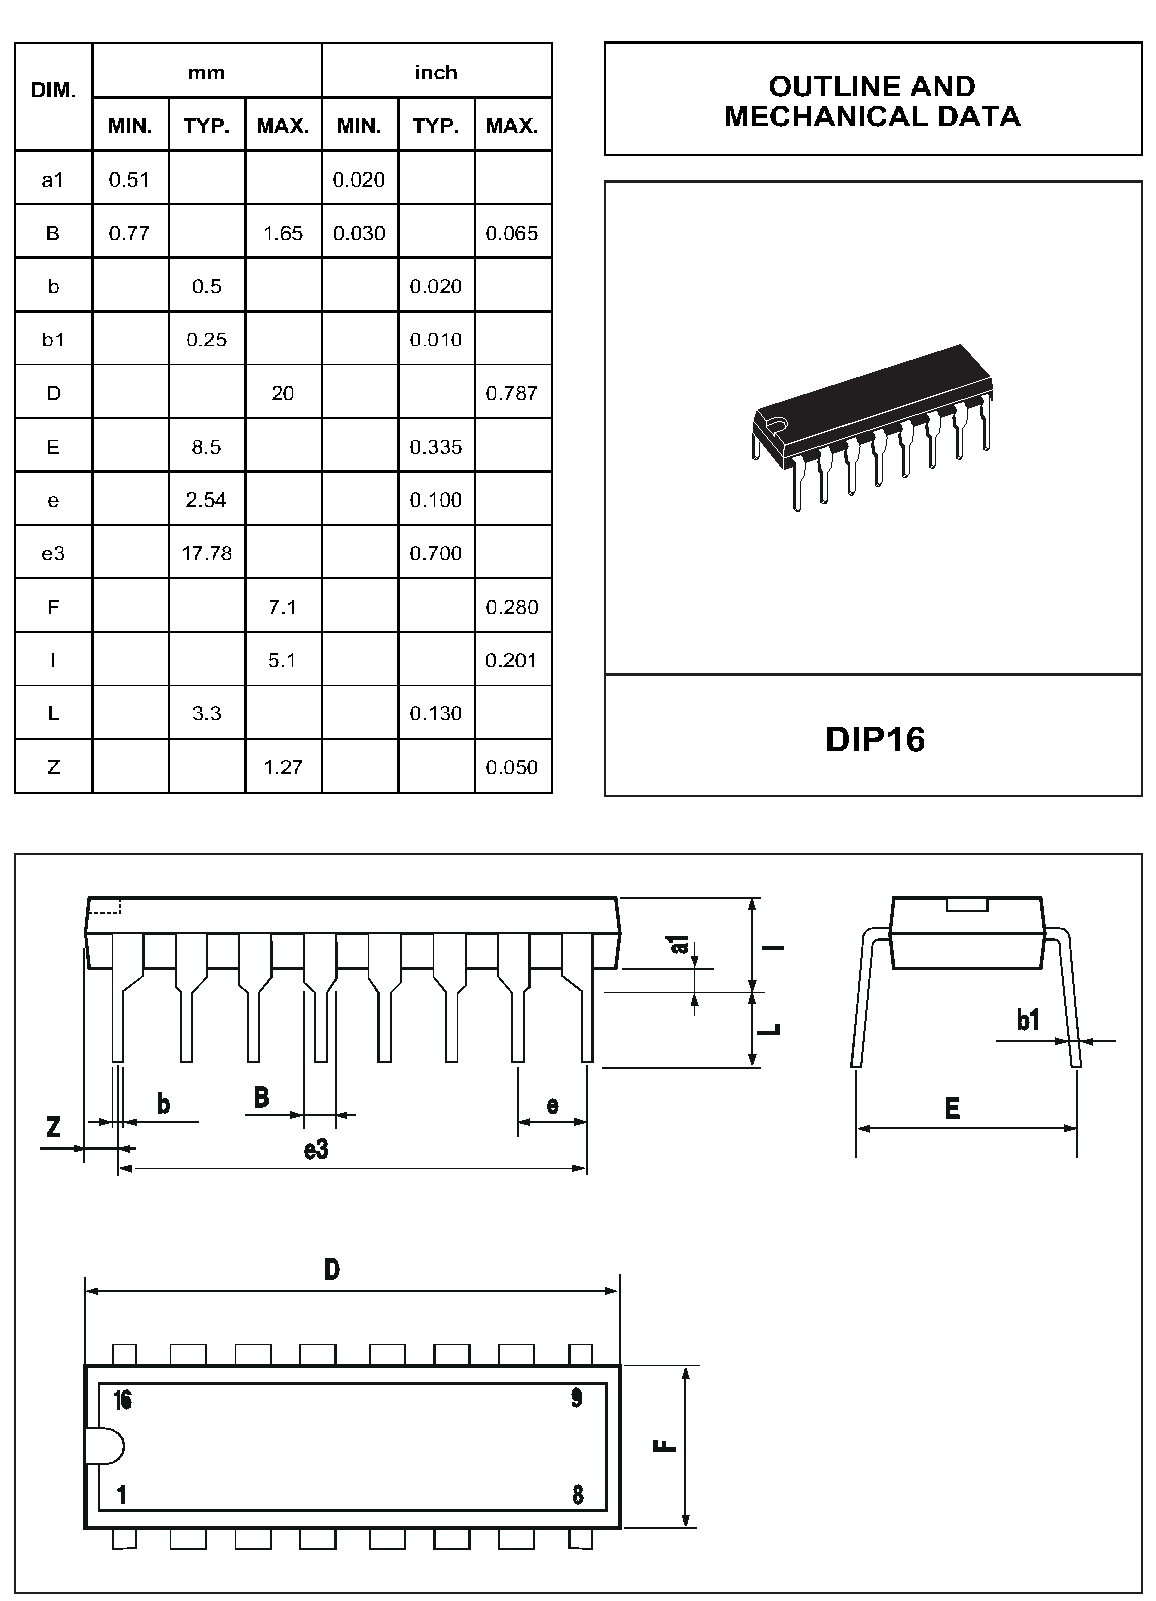 DIM. mm inch
MIN. TYP. MAX. MIN. TYP. MAX.
a1 0.51 0.020
B 0.77 1.65 0.030 0.065
b 0.5 0.020
b1 0.25 0.010
D 20 0.787
E 8.5 0.335
e 2.54 0.100
e3 17.78 0.700
F 7.1 0.280
I 5.1 0.201
L 3.3 0.130
Z 1.27 0.050
OUTLINE AND
MECHANICAL DATA
DIP16
a1
I
L
b1
b
B
e
E
Z
e3
D
16
9
F
1
8